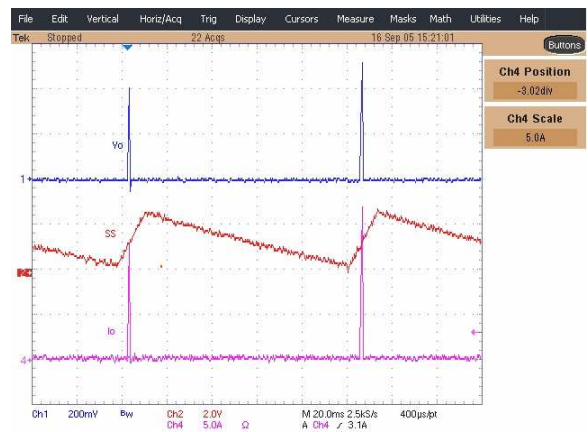 File Edit Vertical Horiz/Acq Trig Display Cursors Measure Masks Math Utilities Help
Tek Stopped 22 Acqs 16 Sep 05 15:21:01
Buttons
Ch4 Position
-3.02div
Ch4 Scale
5.0A
Vo
1
SS
Io
4
Ch1 200mV Bw Ch2 2.0V M 20.0ms 2.5kS/s 400µs/pt
Ch4 5.0A Ω A Ch4 / 3.1A